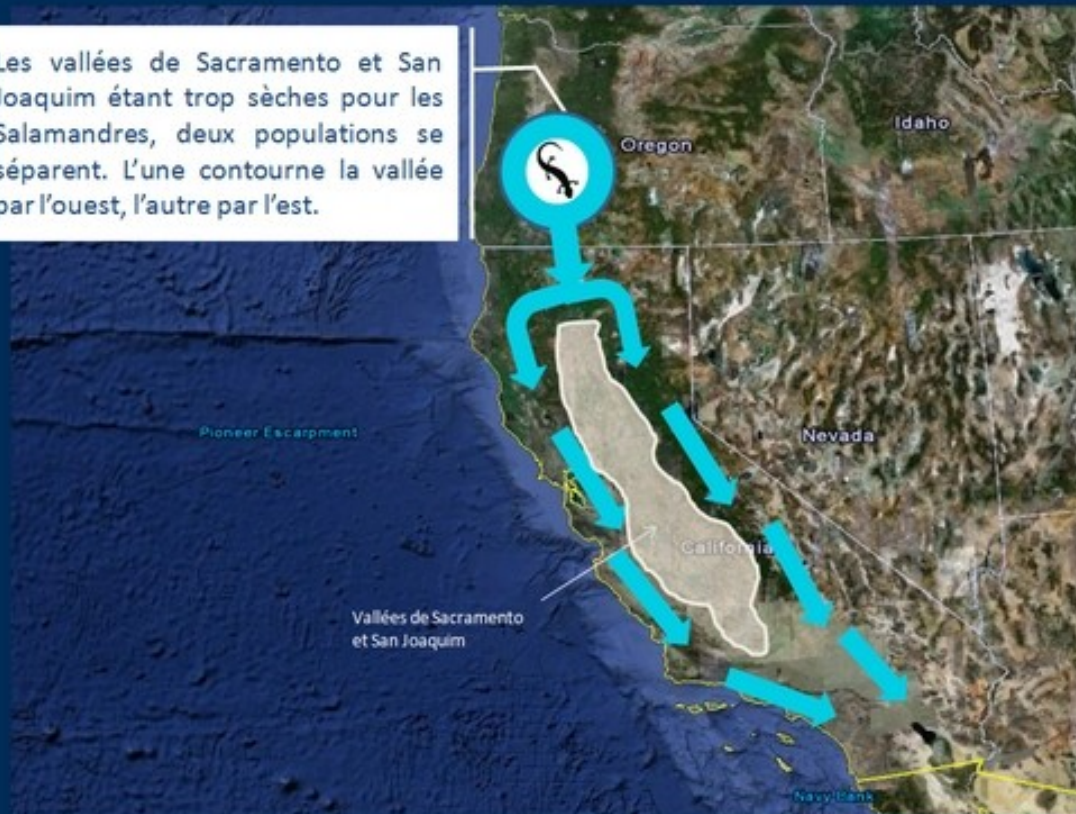 Les vallées de Sacramento et San
Joaquim étant trop sèches pour les
Salamandres, deux populations se
séparent. L'une contourne la vallée
par l'ouest, l'autre par l'est.
Oregon
Idaho
Pioneer Escarpment
Nevada
California
Vallées de Sacramento
et San Joaquim
Navy Bank